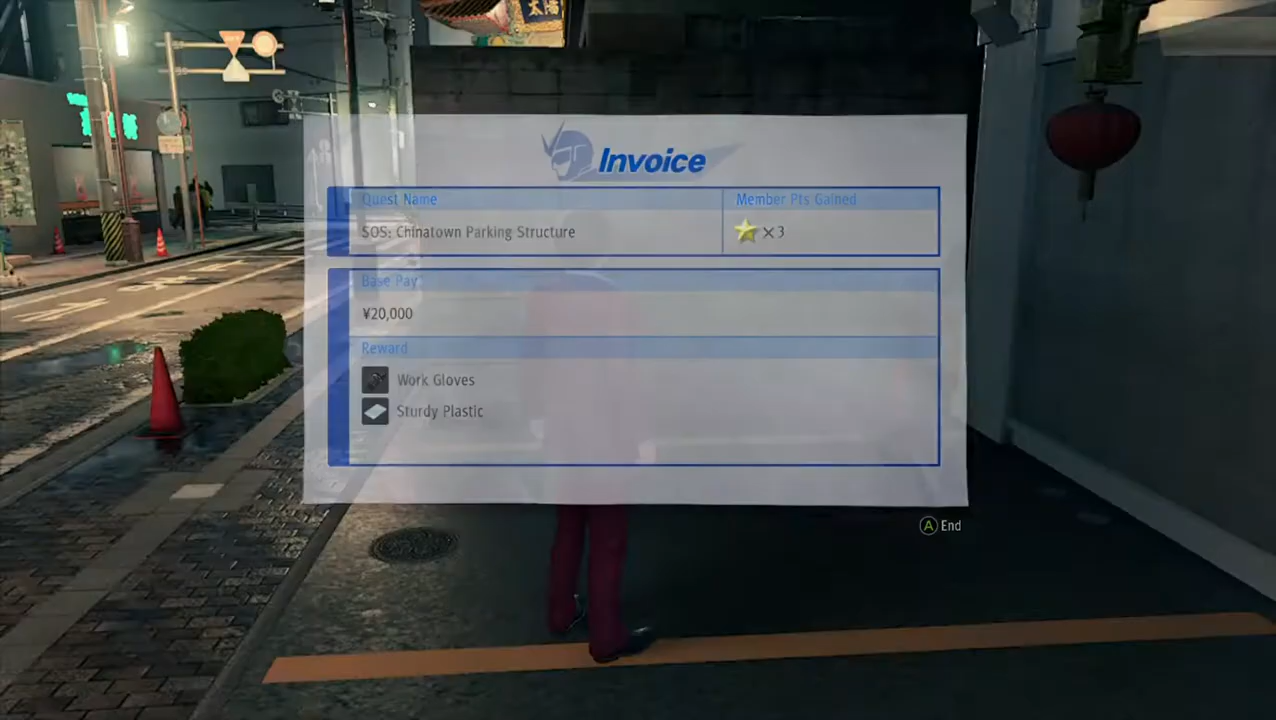 Invoice
Quest Name
Member Pts Gained
SOS: Chinatown Parking Structure
×3
Base Pay
¥20,000
Reward
Work Gloves
Sturdy Plastic
A End